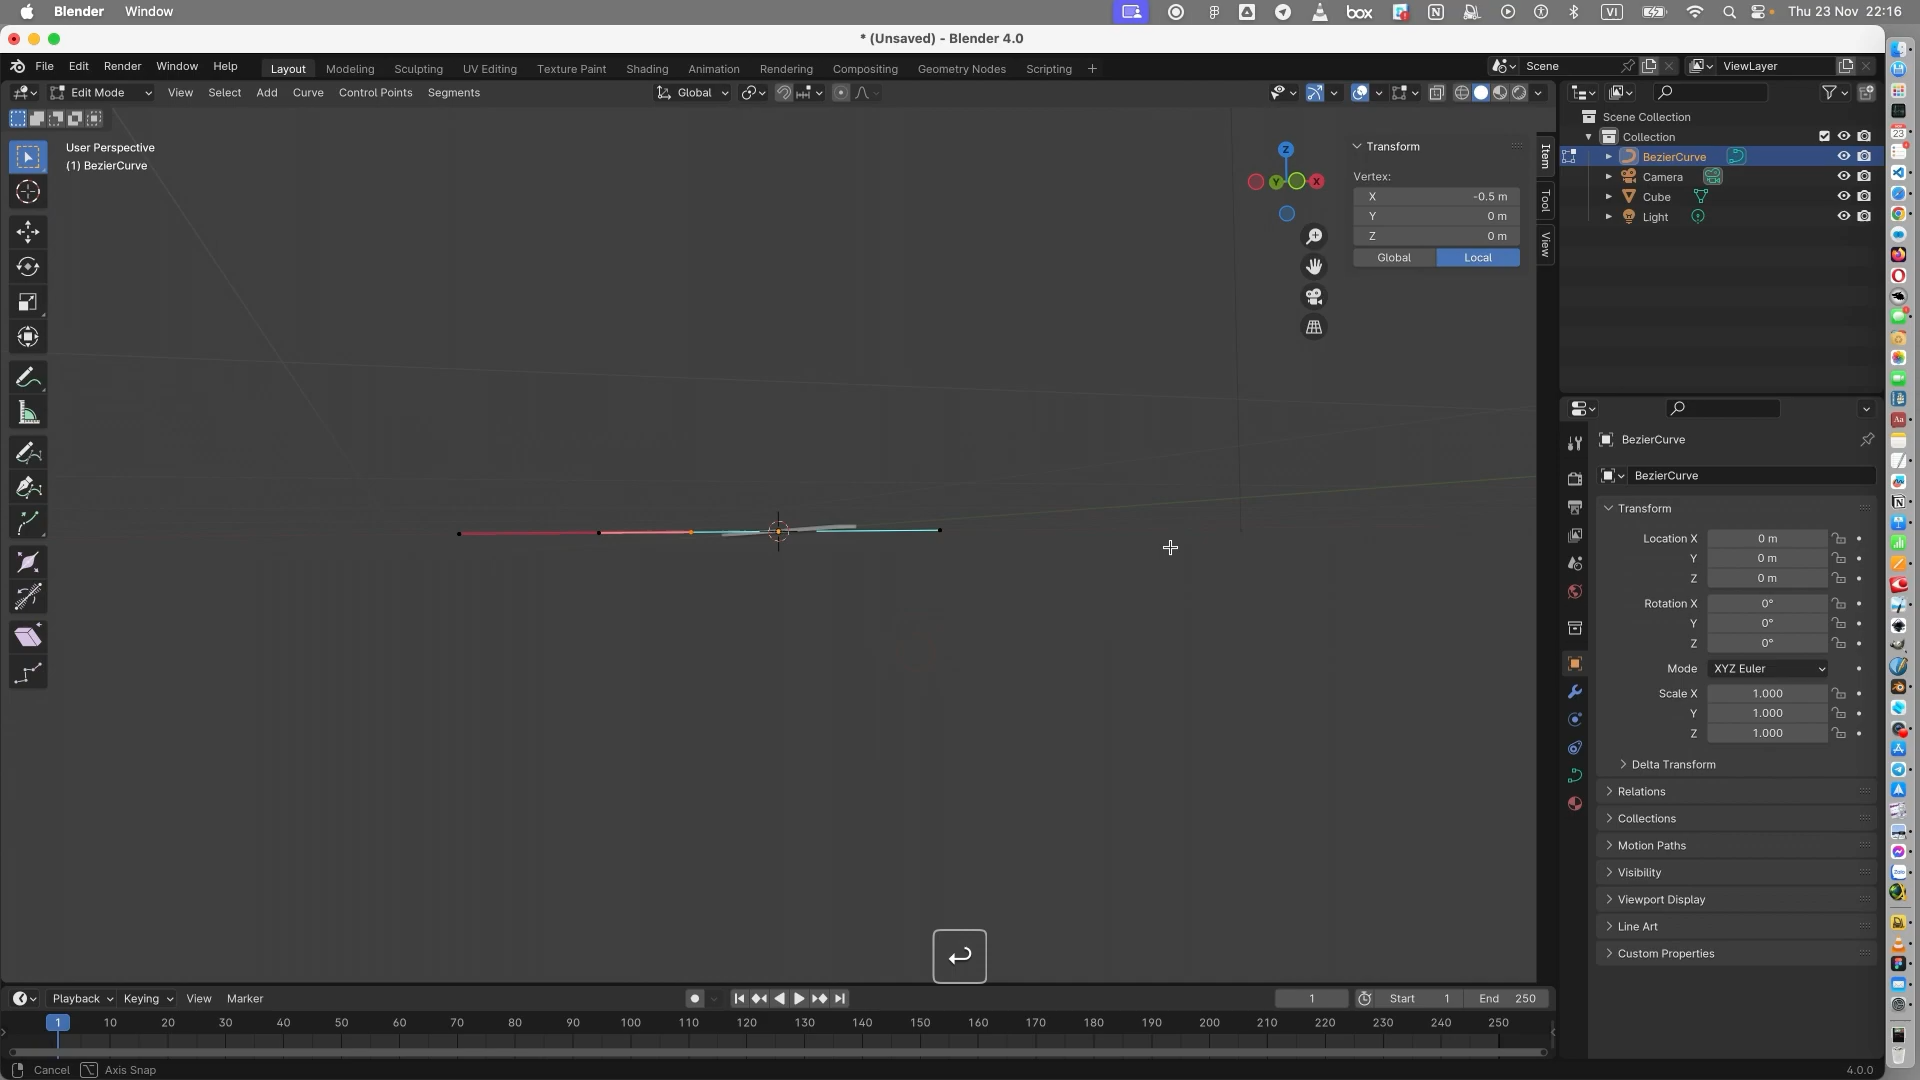 Blender Window
box
VI
Thu 23 Nov 22:16
* (Unsaved) - Blender 4.0
File Edit Render Window Help
Layout Modeling Sculpting UV Editing Texture Paint Shading Animation Rendering Compositing Geometry Nodes Scripting +
Scene
ViewLayer
Edit Mode View Select Add Curve Control Points Segments
Global
User Perspective
(1) BezierCurve
Z
Y
X
Transform
Vertex:
X -0.5 m
Y 0 m
Z 0 m
Global Local
Item
Tool
View
Scene Collection
Collection
BezierCurve
Camera
Cube
Light
BezierCurve
BezierCurve
Transform
Location X 0 m
Y 0 m
Z 0 m
Rotation X 0°
Y 0°
Z 0°
Mode XYZ Euler
Scale X 1.000
Y 1.000
Z 1.000
Delta Transform
Relations
Collections
Motion Paths
Visibility
Viewport Display
Line Art
Custom Properties
Playback Keying View Marker
1
Start 1
End 250
1 10 20 30 40 50 60 70 80 90 100 110 120 130 140 150 160 170 180 190 200 210 220 230 240 250
Cancel Axis Snap
4.0.0